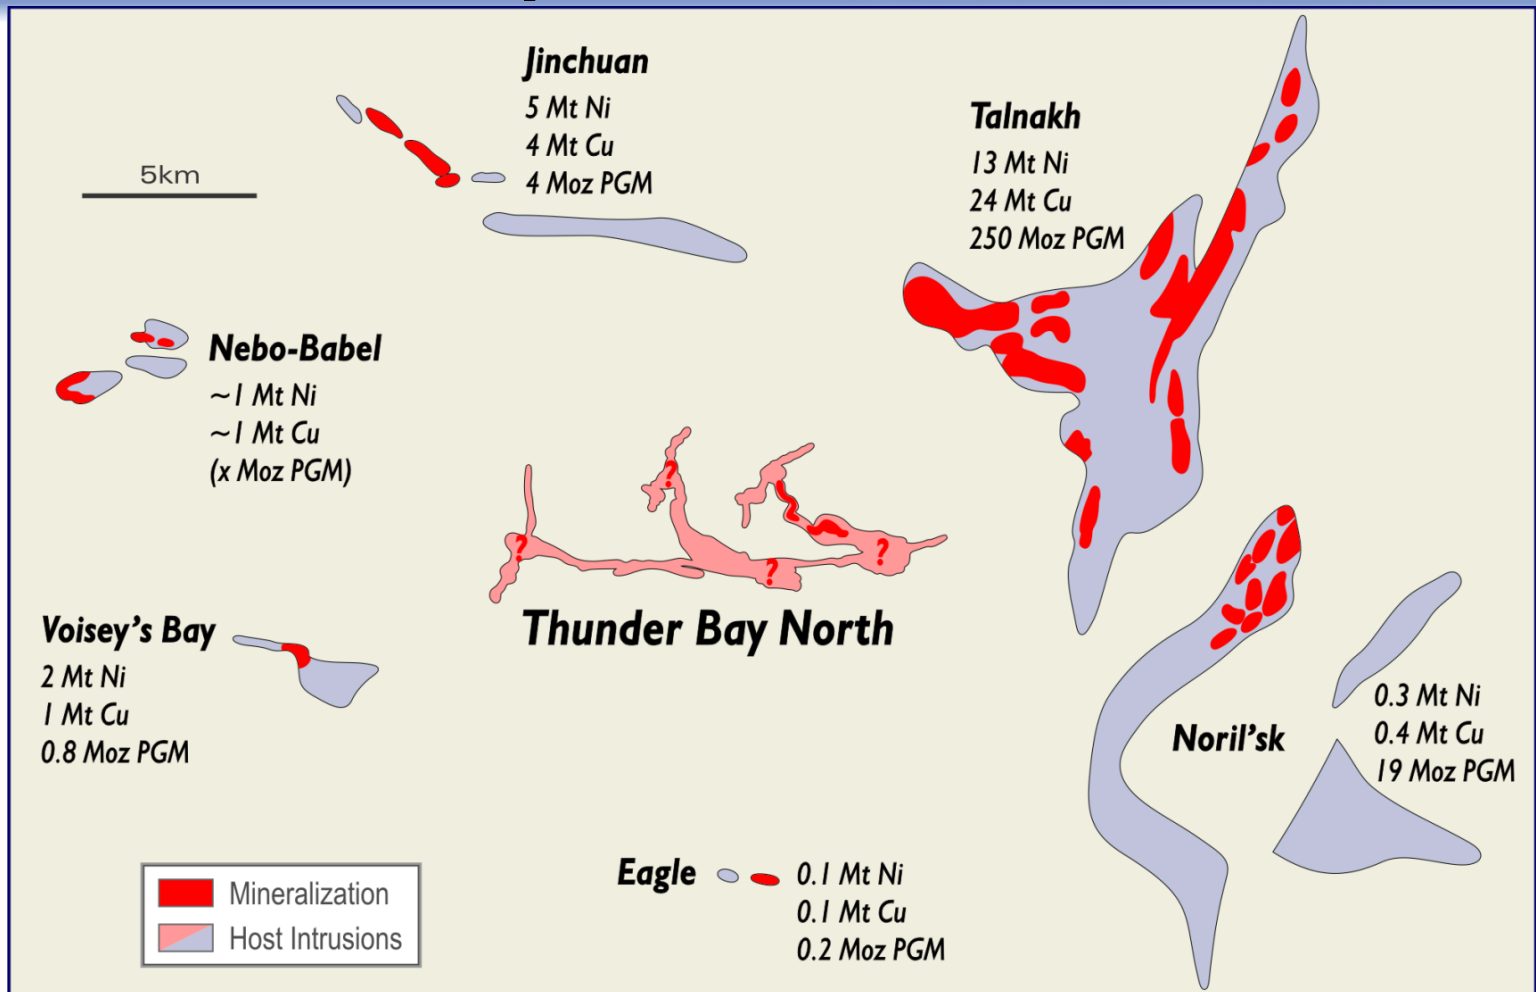 Jinchuan
5 Mt Ni
4 Mt Cu
4 Moz PGM
Talnakh
13 Mt Ni
24 Mt Cu
250 Moz PGM
5km
Nebo-Babel
~1 Mt Ni
~1 Mt Cu
(x Moz PGM)
?
?
?
?
Thunder Bay North
Voisey's Bay
2 Mt Ni
1 Mt Cu
0.8 Moz PGM
Noril'sk
0.3 Mt Ni
0.4 Mt Cu
19 Moz PGM
Eagle
0.1 Mt Ni
0.1 Mt Cu
0.2 Moz PGM
Mineralization
Host Intrusions